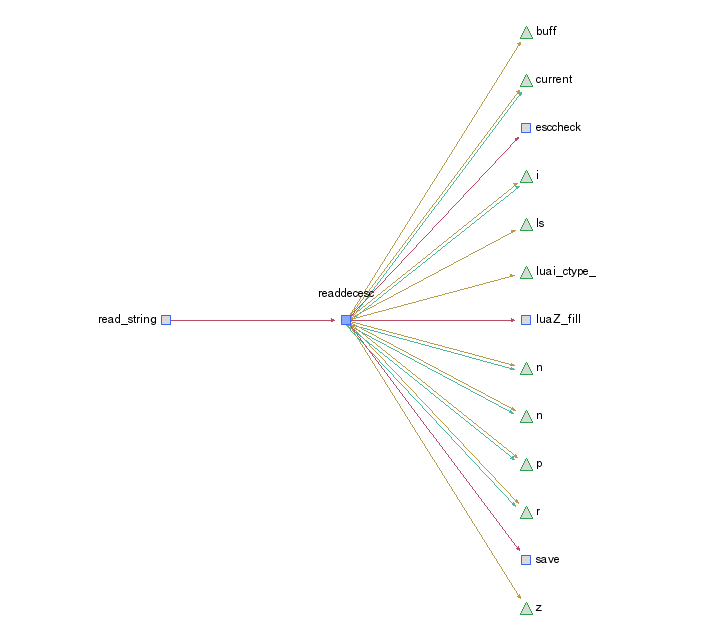 buff
current
esccheck
i
ls
luai_ctype_
readdecesc
read_string
luaZ_fill
n
n
p
r
save
z